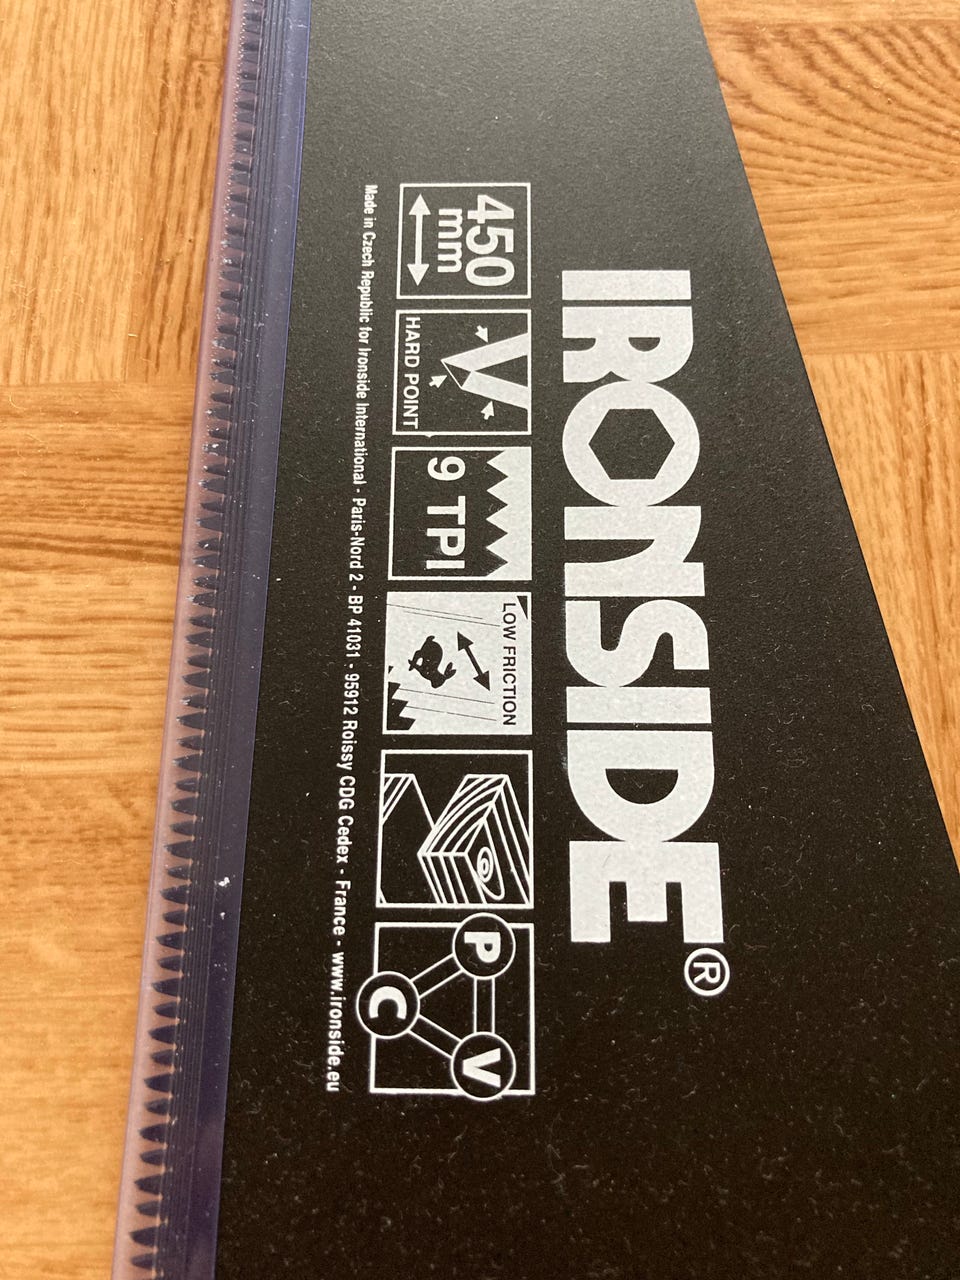 IRONSIDE®
450
mm
HARD POINT
9 TPI
LOW FRICTION
P
V
C
Made in Czech Republic for Ironside International - Paris-Nord 2 - BP 41031 - 95912 Roissy CDG Cedex - France - www.ironside.eu